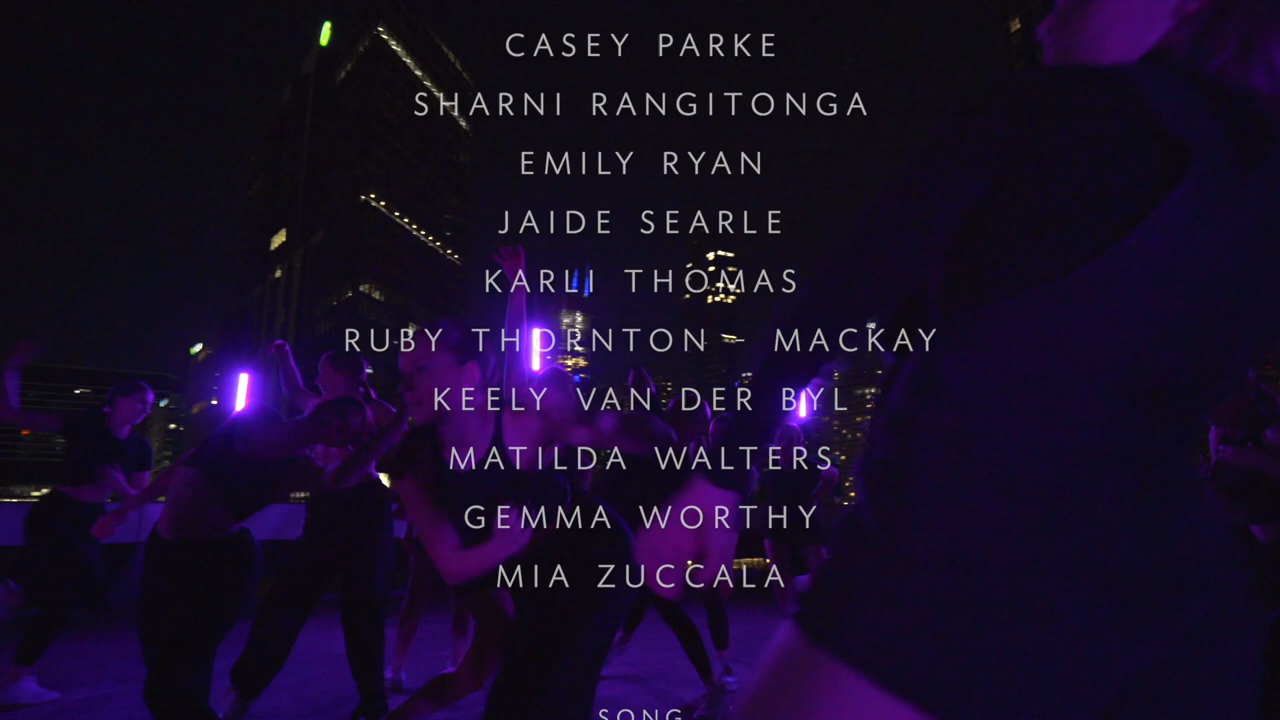 CASEY PARKE
SHARNI RANGITONGA
EMILY RYAN
JAIDE SEARLE
KARLI THOMAS
RUBY THORNTON - MACKAY
KEELY VAN DER BYL
MATILDA WALTERS
GEMMA WORTHY
MIA ZUCCALA
SONG